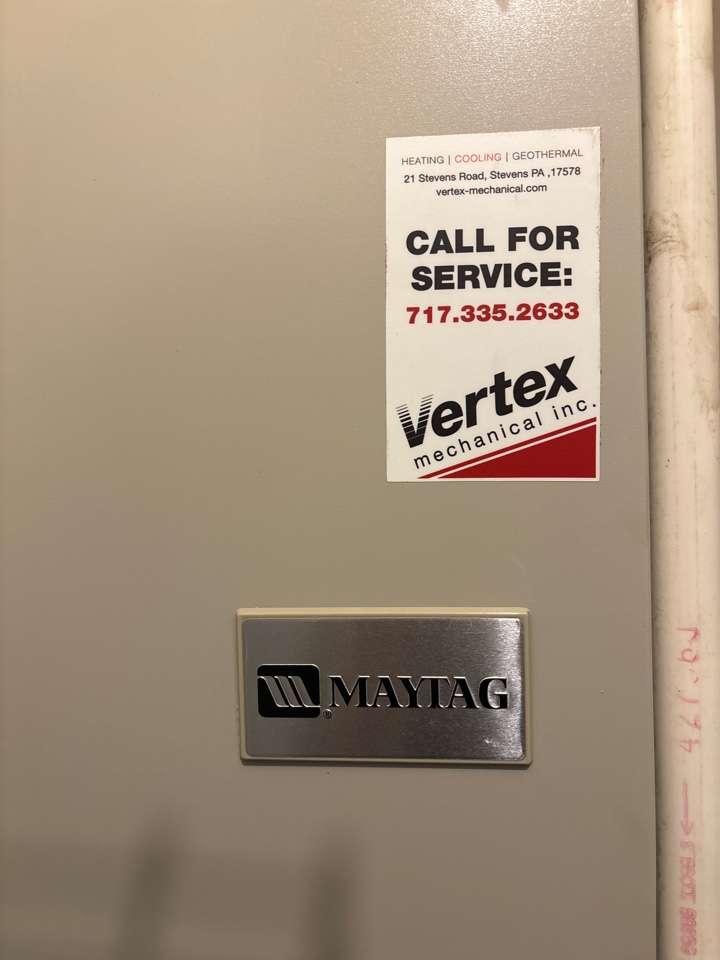 HEATING | COOLING | GEOTHERMAL
21 Stevens Road, Stevens PA ,17578
vertex-mechanical.com
CALL FOR
SERVICE:
717.335.2633
Vertex
mechanical inc.
MAYTAG®